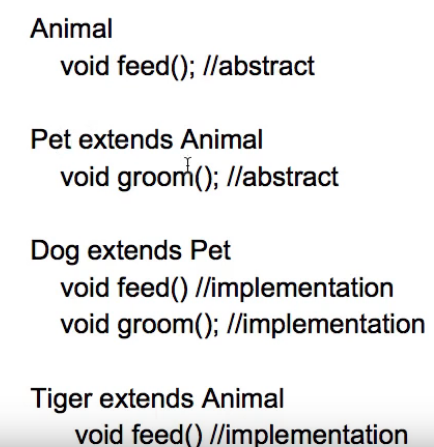 Animal
void feed(); //abstract
Pet extends Animal
void groom(); //abstract
Dog extends Pet
void feed() //implementation
void groom(); //implementation
Tiger extends Animal
void feed() //implementation